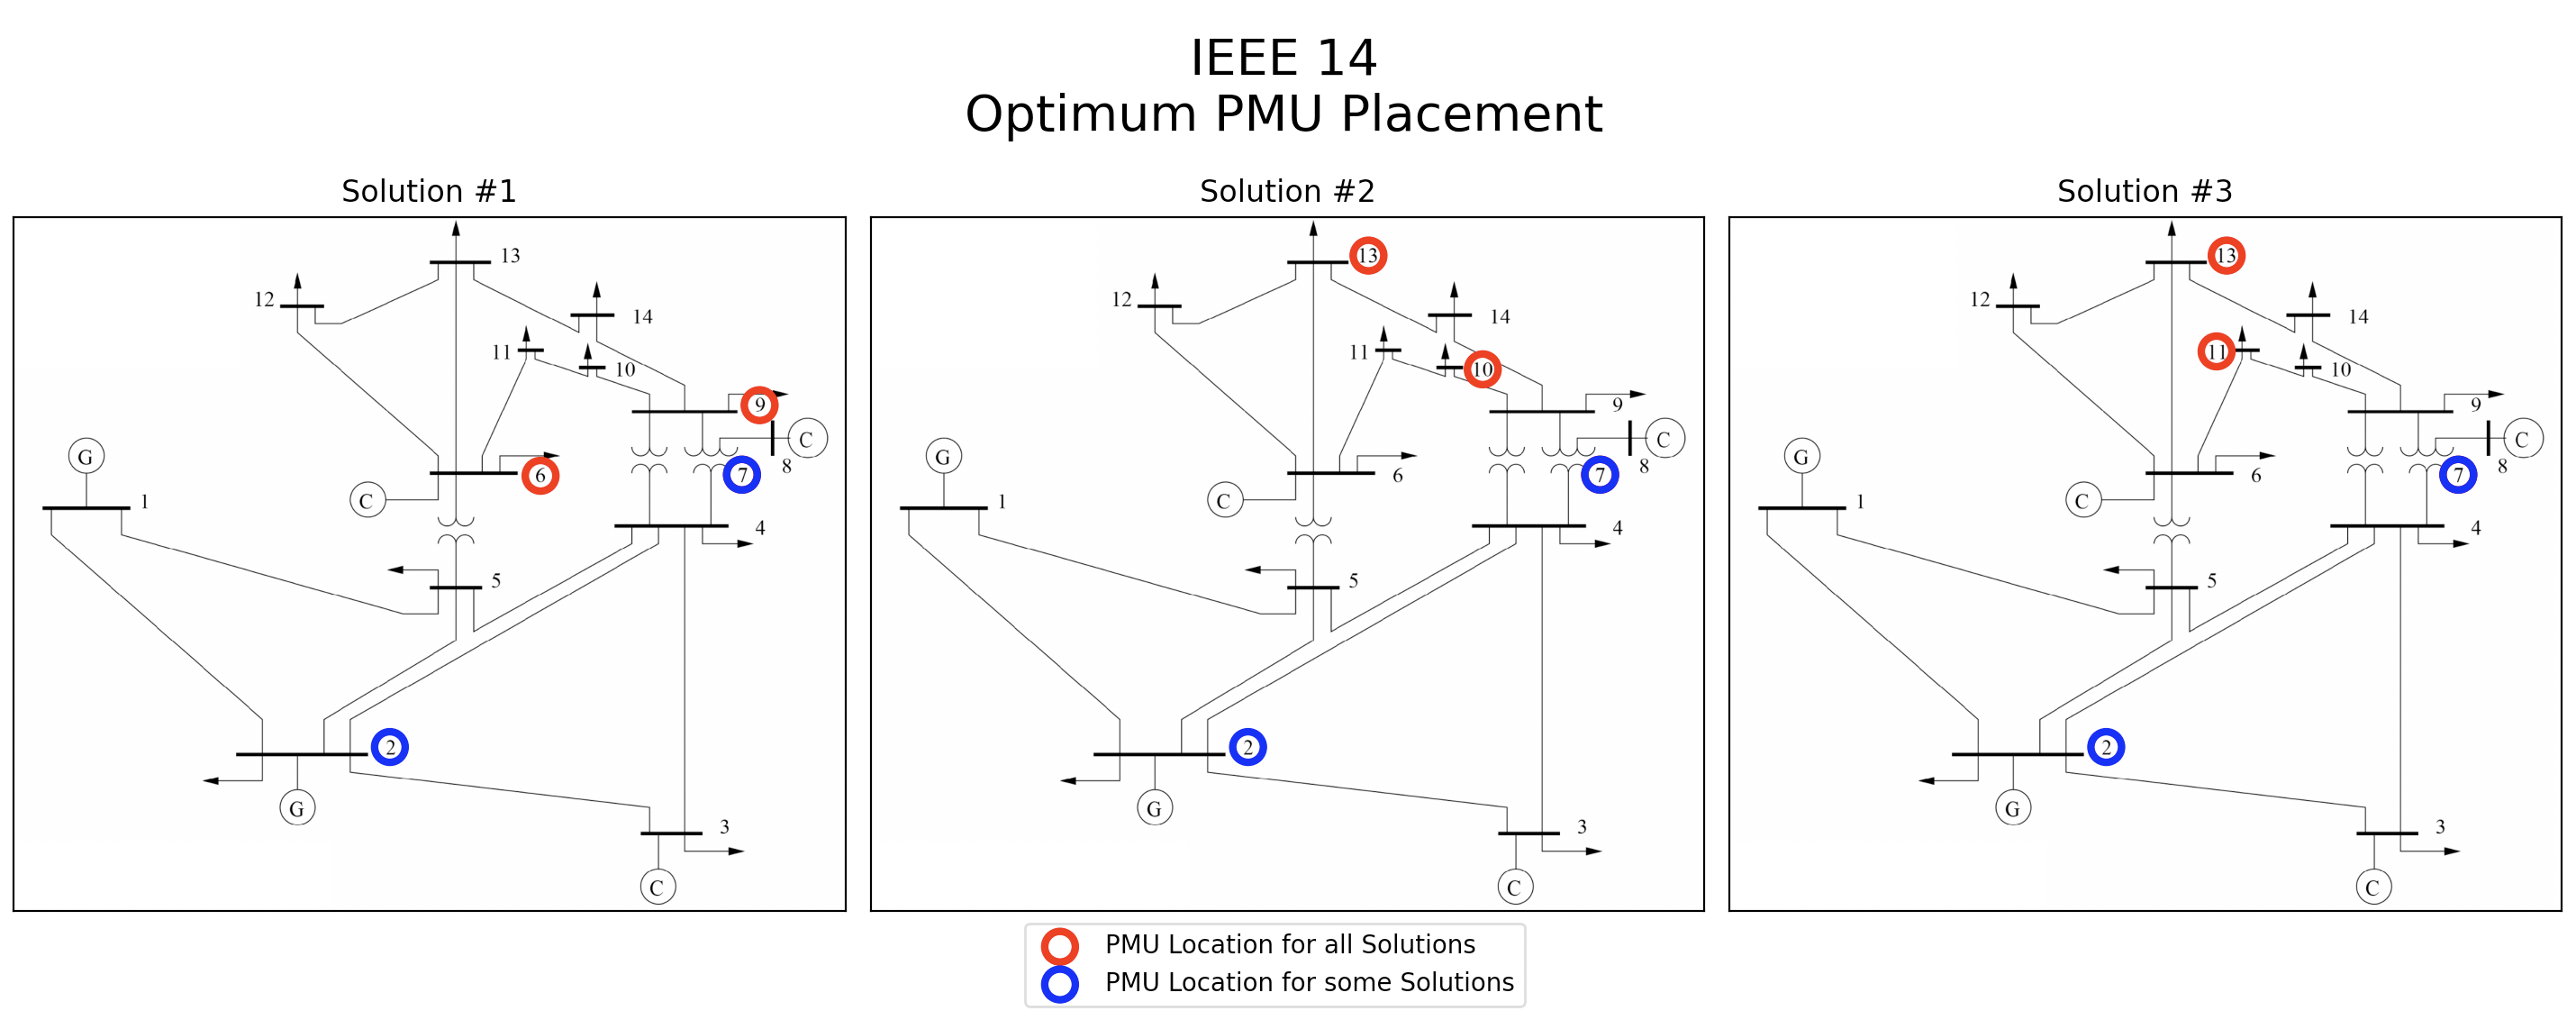 IEEE 14
Optimum PMU Placement
Solution #1
13
12
14
11
10
9
C
8
7
6
G
C
1
4
5
2
G
3
C
Solution #2
13
12
14
11
10
9
C
8
7
6
G
C
1
4
5
2
G
3
C
Solution #3
13
12
14
11
10
9
C
8
7
6
G
C
1
4
5
2
G
3
C
PMU Location for all Solutions
PMU Location for some Solutions